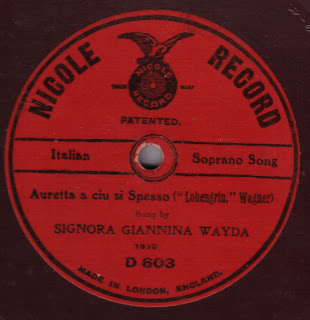 NICOLE RECORD
TRADE MARK
NICOLE
RECORD
PATENTED.
Italian Soprano Song
Auretta a ciu si Spesso ("Lohengrin," Wagner)
Sung by
SIGNORA GIANNINA WAYDA
D 603
MADE IN LONDON, ENGLAND.